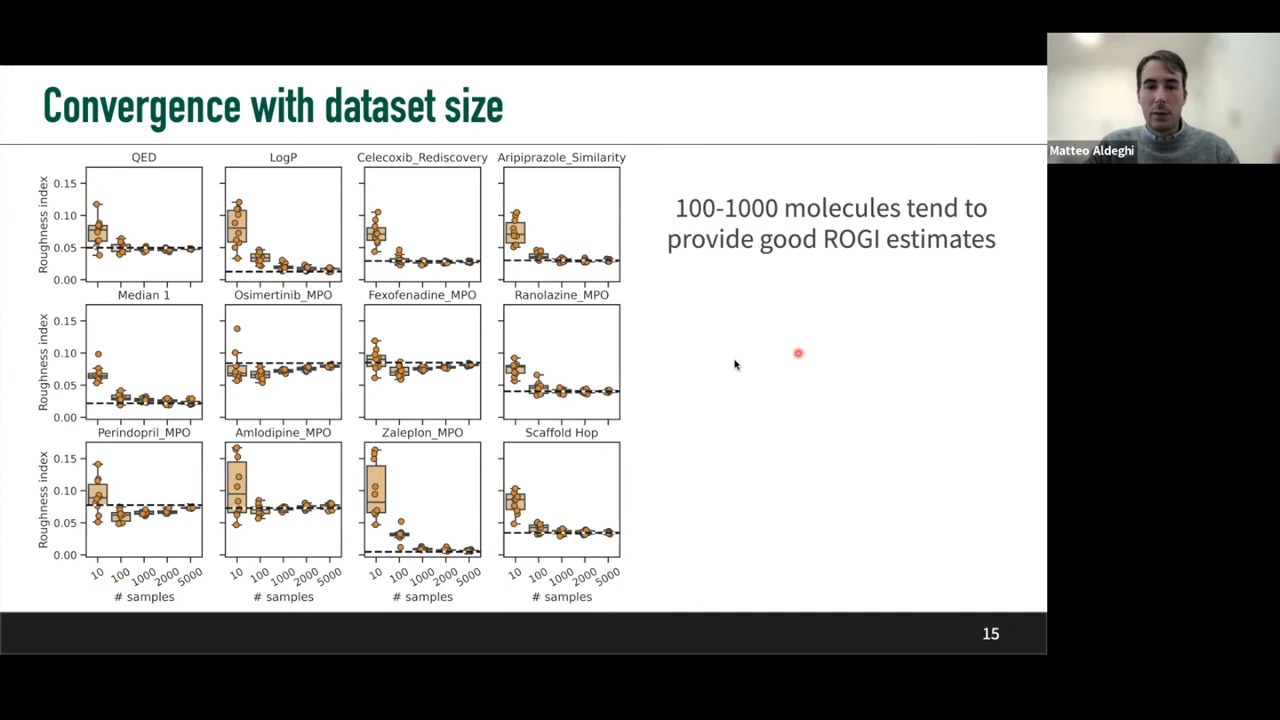 Convergence with dataset size
Matteo Aldeghi
QED
LogP
Celecoxib_Rediscovery
Aripiprazole_Similarity
Roughness index
0.15
0.10
0.05
0.00
100-1000 molecules tend to
provide good ROGI estimates
Median 1
Osimertinib_MPO
Fexofenadine_MPO
Ranolazine_MPO
Roughness index
0.15
0.10
0.05
0.00
Perindopril_MPO
Amlodipine_MPO
Zaleplon_MPO
Scaffold Hop
Roughness index
0.15
0.10
0.05
0.00
10 100 1000 2000 5000
10 100 1000 2000 5000
10 100 1000 2000 5000
10 100 1000 2000 5000
# samples
# samples
# samples
# samples
15